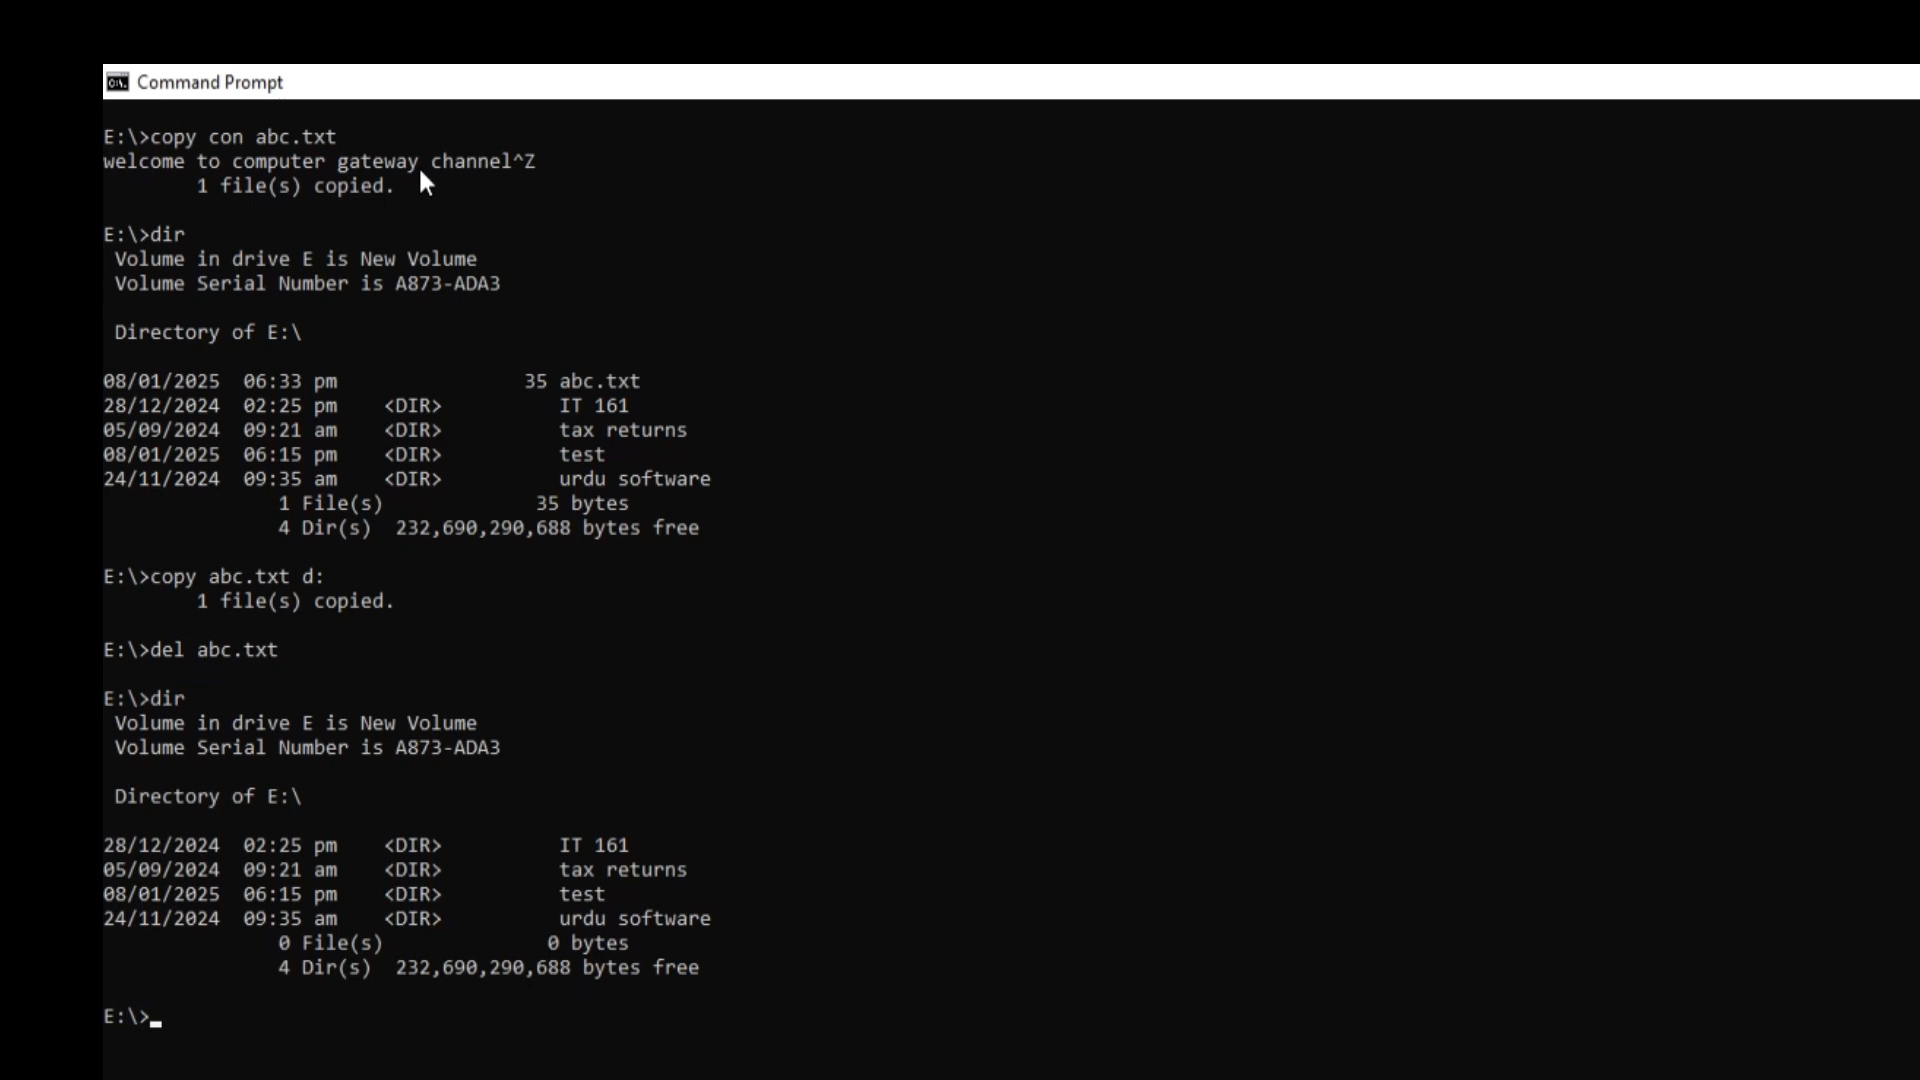 Command Prompt
E:\>copy con abc.txt
welcome to computer gateway channel^Z
        1 file(s) copied.
E:\>dir
 Volume in drive E is New Volume
 Volume Serial Number is A873-ADA3
 Directory of E:\
08/01/2025  06:33 pm                35 abc.txt
28/12/2024  02:25 pm    <DIR>          IT 161
05/09/2024  09:21 am    <DIR>          tax returns
08/01/2025  06:15 pm    <DIR>          test
24/11/2024  09:35 am    <DIR>          urdu software
               1 File(s)             35 bytes
               4 Dir(s)  232,690,290,688 bytes free
E:\>copy abc.txt d:
        1 file(s) copied.
E:\>del abc.txt
E:\>dir
 Volume in drive E is New Volume
 Volume Serial Number is A873-ADA3
 Directory of E:\
28/12/2024  02:25 pm    <DIR>          IT 161
05/09/2024  09:21 am    <DIR>          tax returns
08/01/2025  06:15 pm    <DIR>          test
24/11/2024  09:35 am    <DIR>          urdu software
               0 File(s)              0 bytes
               4 Dir(s)  232,690,290,688 bytes free
E:\>